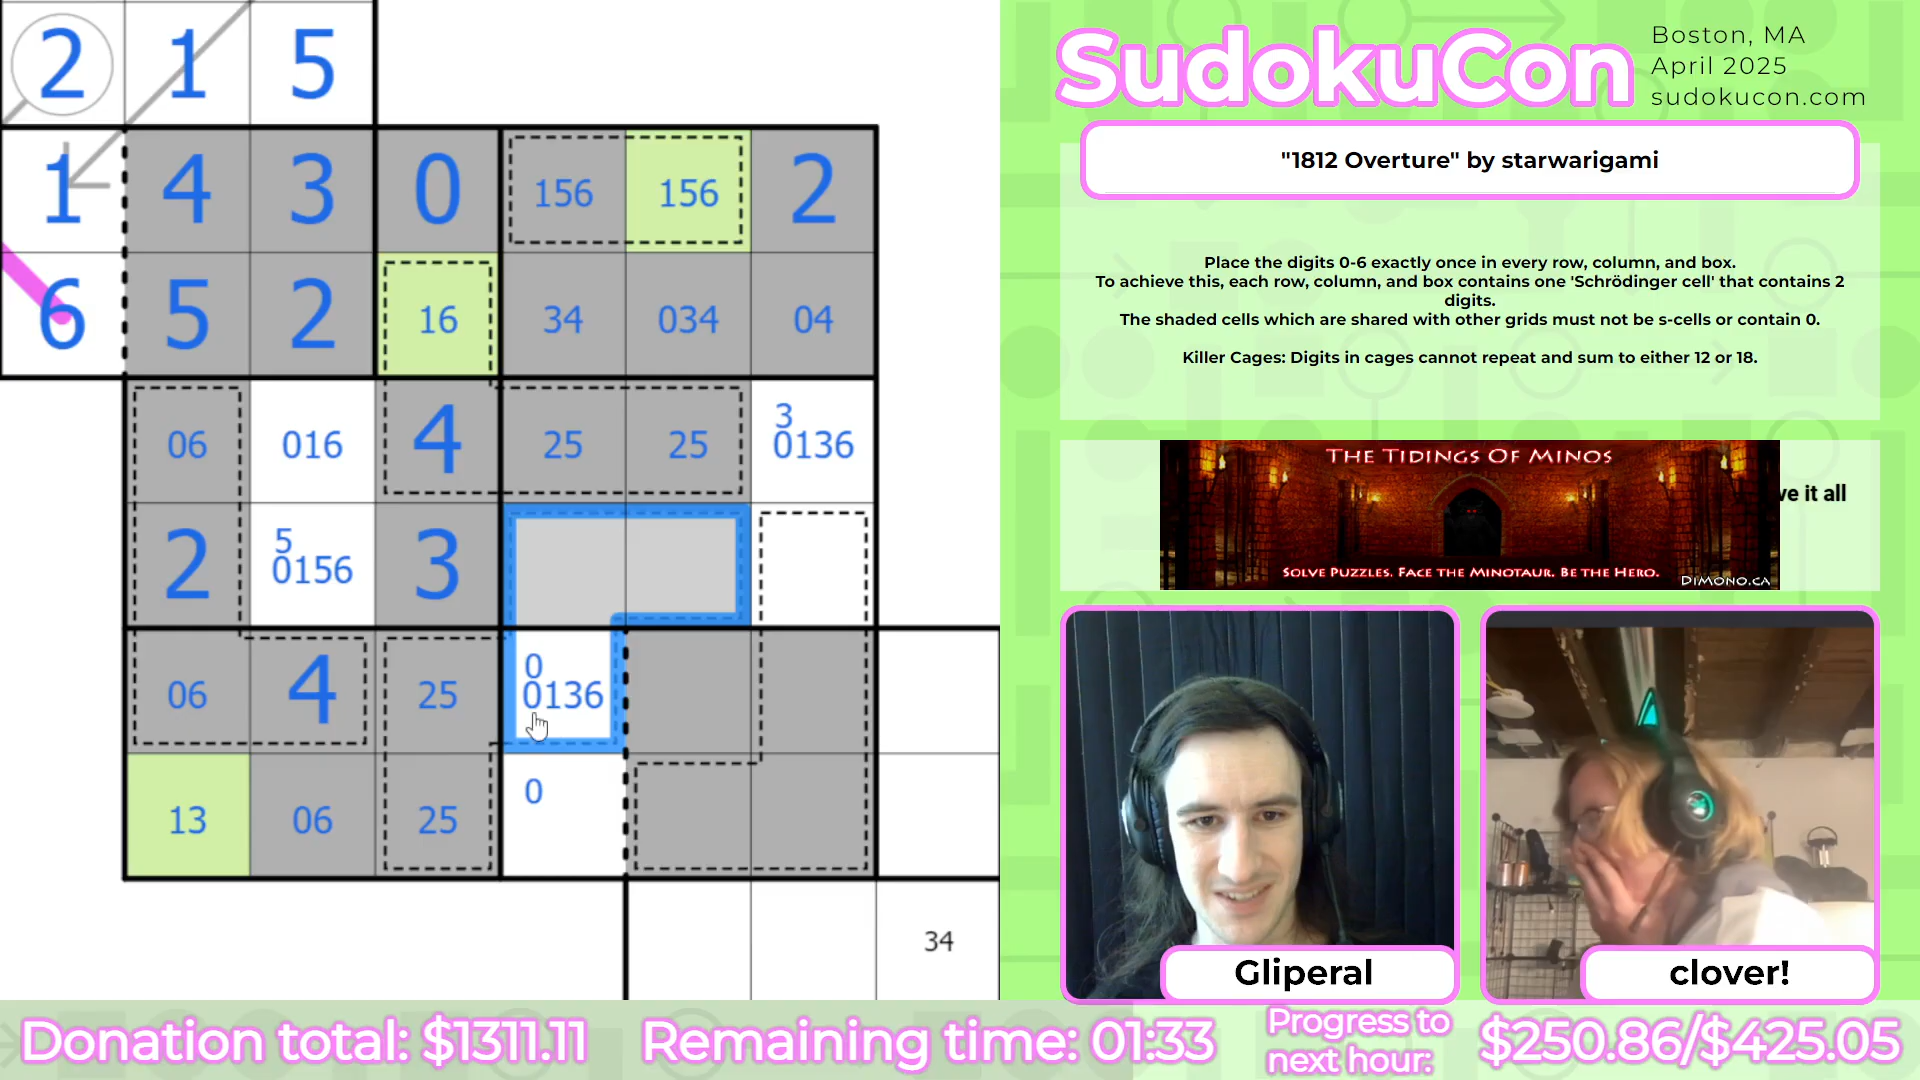 2 1 5
1 4 3 0 156 156 2
6 5 2 16 34 034 04
06 016 4 25 25 3 0136
2 5 0156 3
06 4 25 0 0136
13 06 25 0
34
SudokuCon
Boston, MA
April 2025
sudokucon.com
"1812 Overture" by starwarigami
Place the digits 0-6 exactly once in every row, column, and box.
To achieve this, each row, column, and box contains one 'Schrödinger cell' that contains 2
digits.
The shaded cells which are shared with other grids must not be s-cells or contain 0.
Killer Cages: Digits in cages cannot repeat and sum to either 12 or 18.
THE TIDINGS OF MINOS
ve it all
SOLVE PUZZLES. FACE THE MINOTAUR. BE THE HERO.
DIMONO.CA
Gliperal
clover!
Donation total: $1311.11
Remaining time: 01:33
Progress to
next hour:
$250.86/$425.05